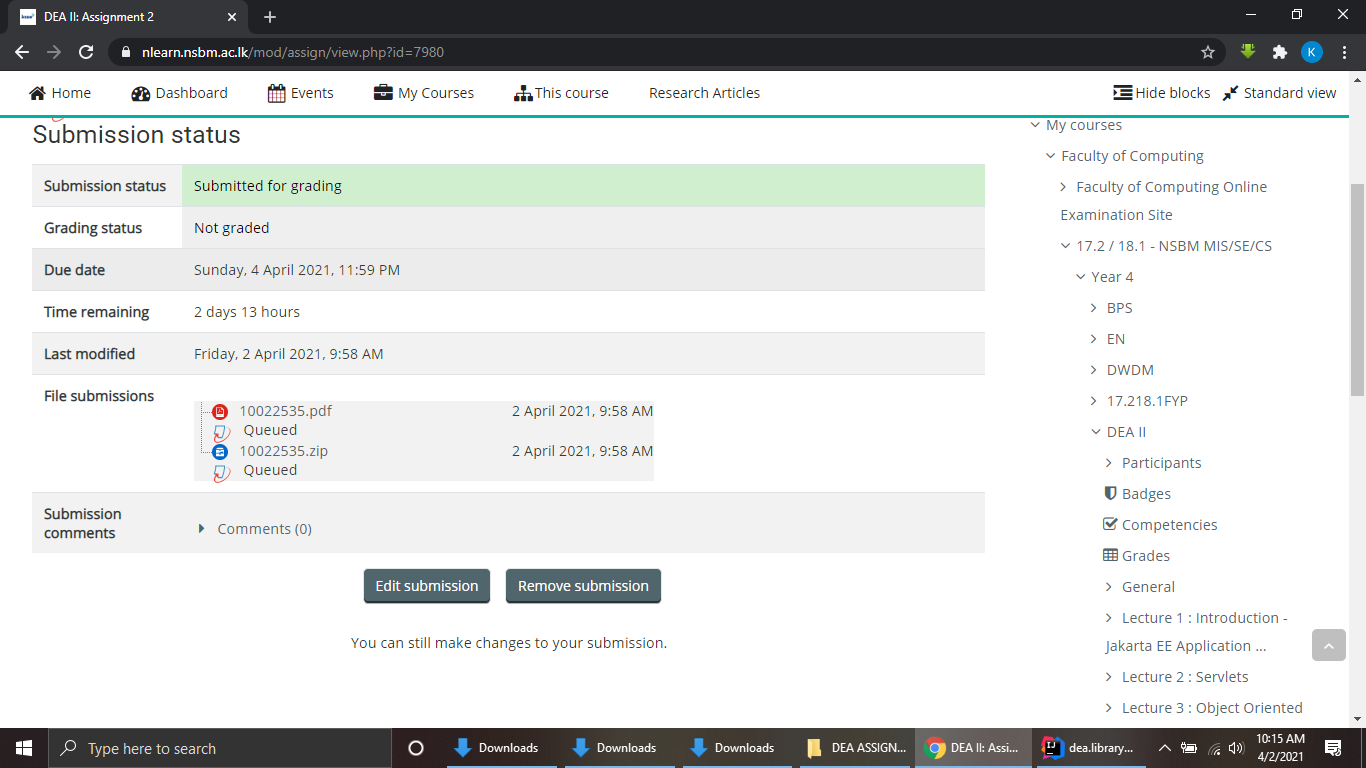 DEA II: Assignment 2
nlearn.nsbm.ac.lk/mod/assign/view.php?id=7980
K
Home
Dashboard
Events
My Courses
This course
Research Articles
Hide blocks
Standard view
Submission status
Submission status
Submitted for grading
Grading status
Not graded
Due date
Sunday, 4 April 2021, 11:59 PM
Time remaining
2 days 13 hours
Last modified
Friday, 2 April 2021, 9:58 AM
File submissions
10022535.pdf
2 April 2021, 9:58 AM
Queued
10022535.zip
2 April 2021, 9:58 AM
Queued
Submission
comments
Comments (0)
Edit submission
Remove submission
You can still make changes to your submission.
My courses
Faculty of Computing
Faculty of Computing Online
Examination Site
17.2 / 18.1 - NSBM MIS/SE/CS
Year 4
BPS
EN
DWDM
17.218.1FYP
DEA II
Participants
Badges
Competencies
Grades
General
Lecture 1 : Introduction -
Jakarta EE Application ...
Lecture 2 : Servlets
Lecture 3 : Object Oriented
Type here to search
Downloads
Downloads
Downloads
DEA ASSIGN...
DEA II: Assi...
IJ
dea.library...
10:15 AM
4/2/2021